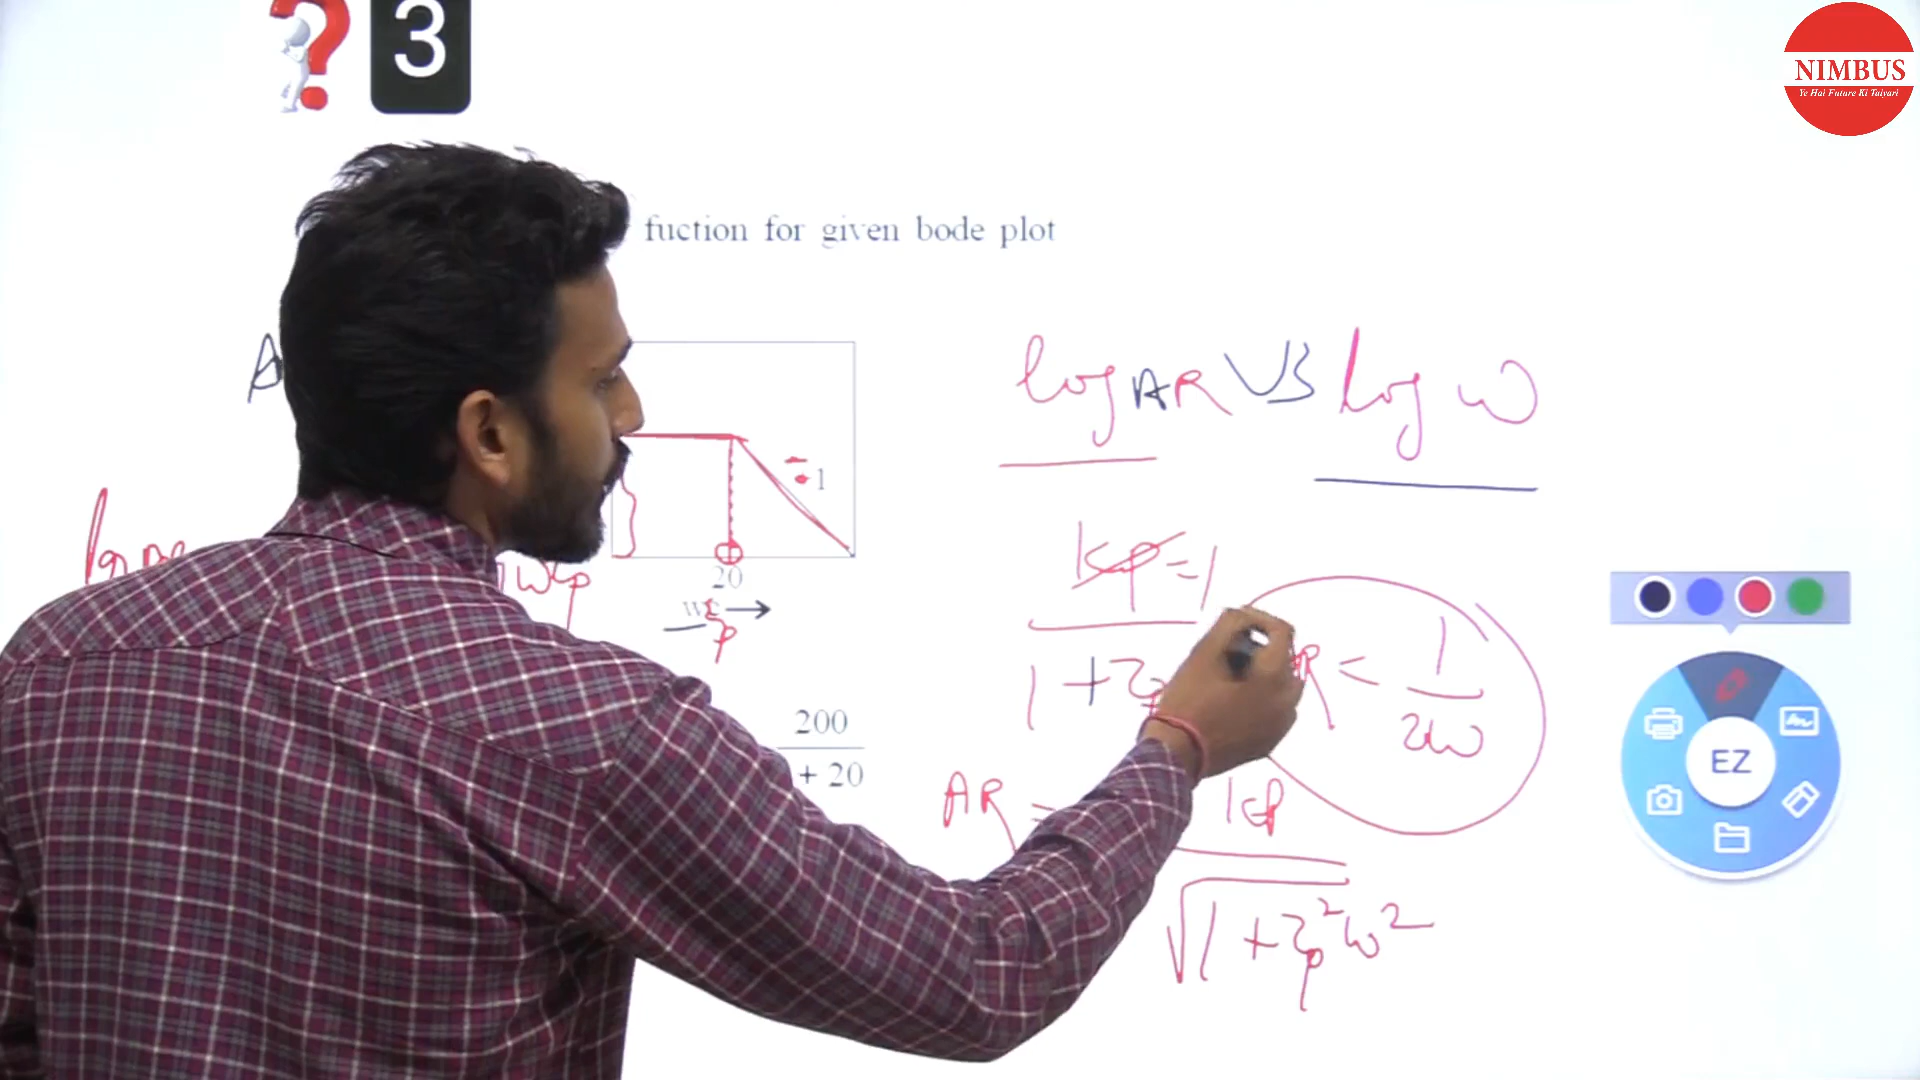 3
NIMBUS
Ye Hai Future Ki Taiyari
fuction for given bode plot
log AR VS log ω
-1
20
Kp = 1
1 +
AR = 1
2ω
200
+ 20
AR = Kp
√1 + τp²ω²
EZ